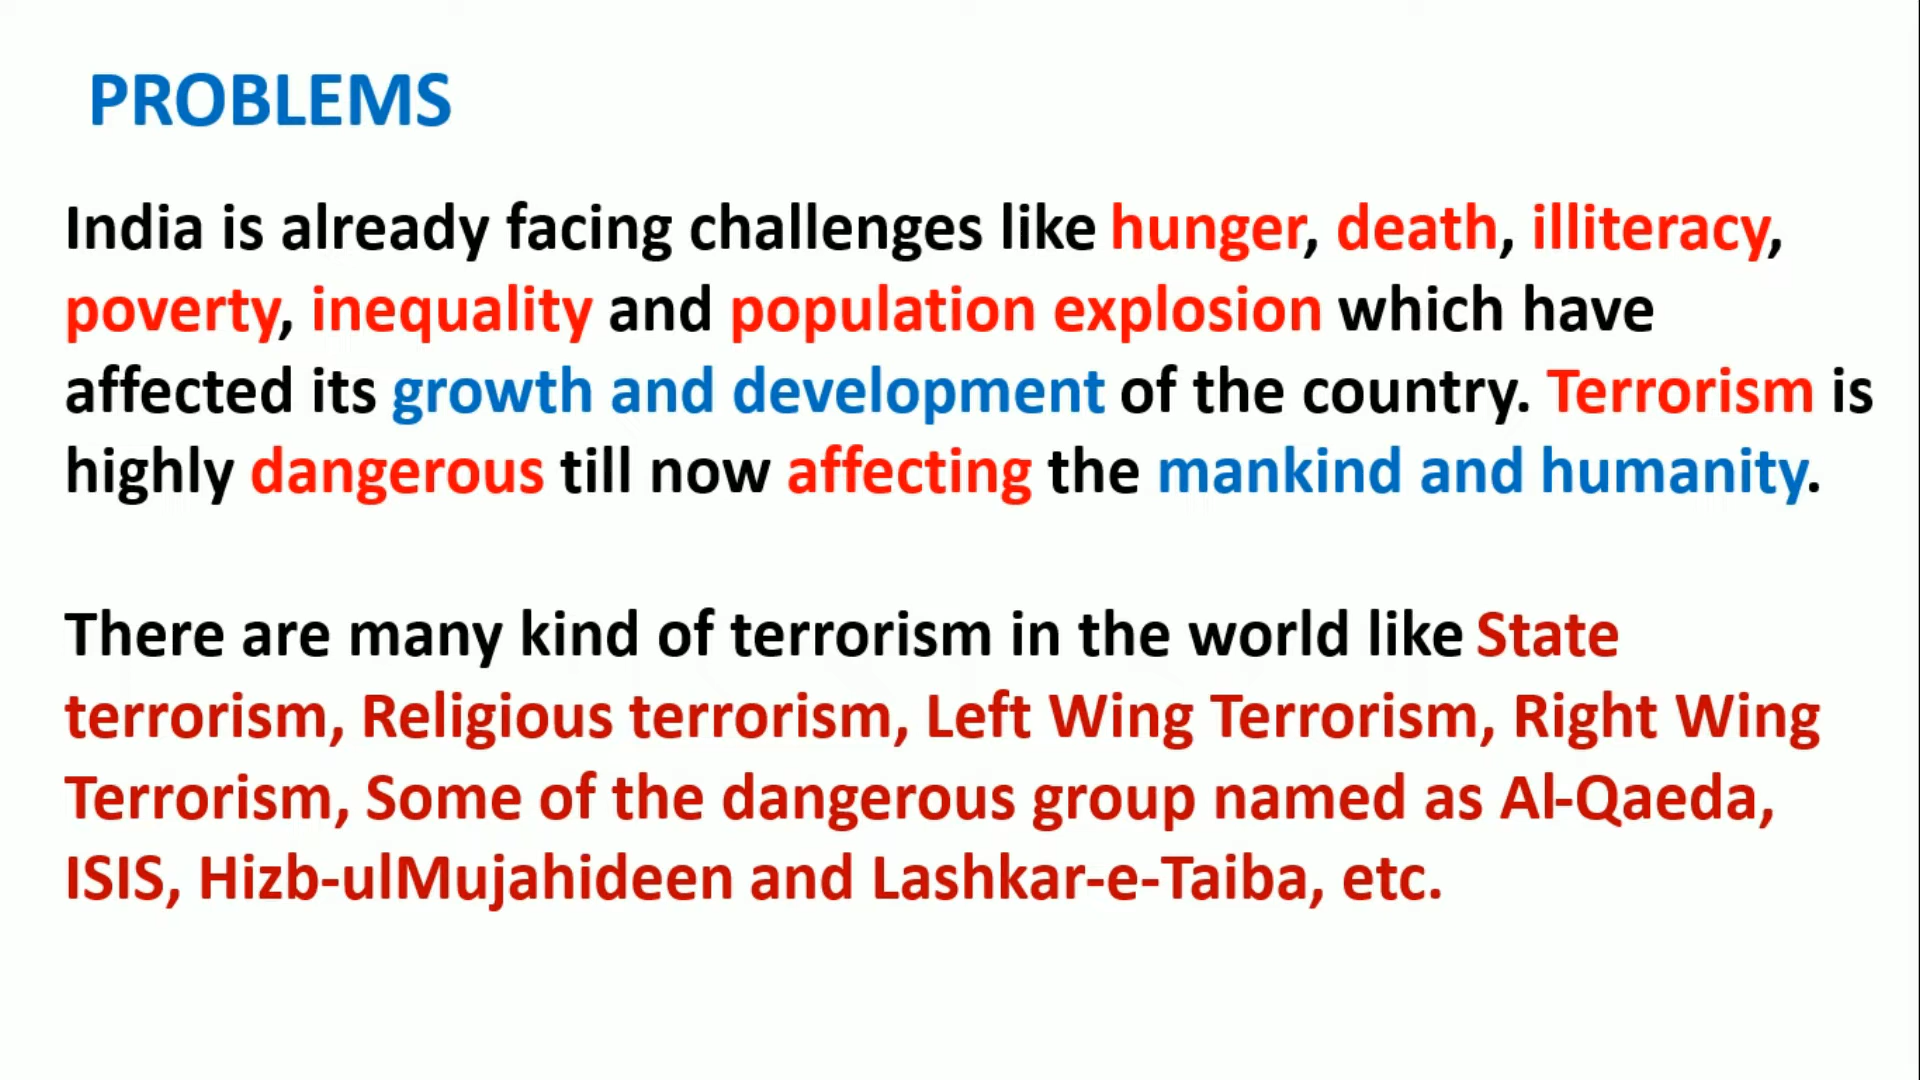 PROBLEMS
India is already facing challenges like hunger, death, illiteracy,
poverty, inequality and population explosion which have
affected its growth and development of the country. Terrorism is
highly dangerous till now affecting the mankind and humanity.
There are many kind of terrorism in the world like State
terrorism, Religious terrorism, Left Wing Terrorism, Right Wing
Terrorism, Some of the dangerous group named as Al-Qaeda,
ISIS, Hizb-ulMujahideen and Lashkar-e-Taiba, etc.